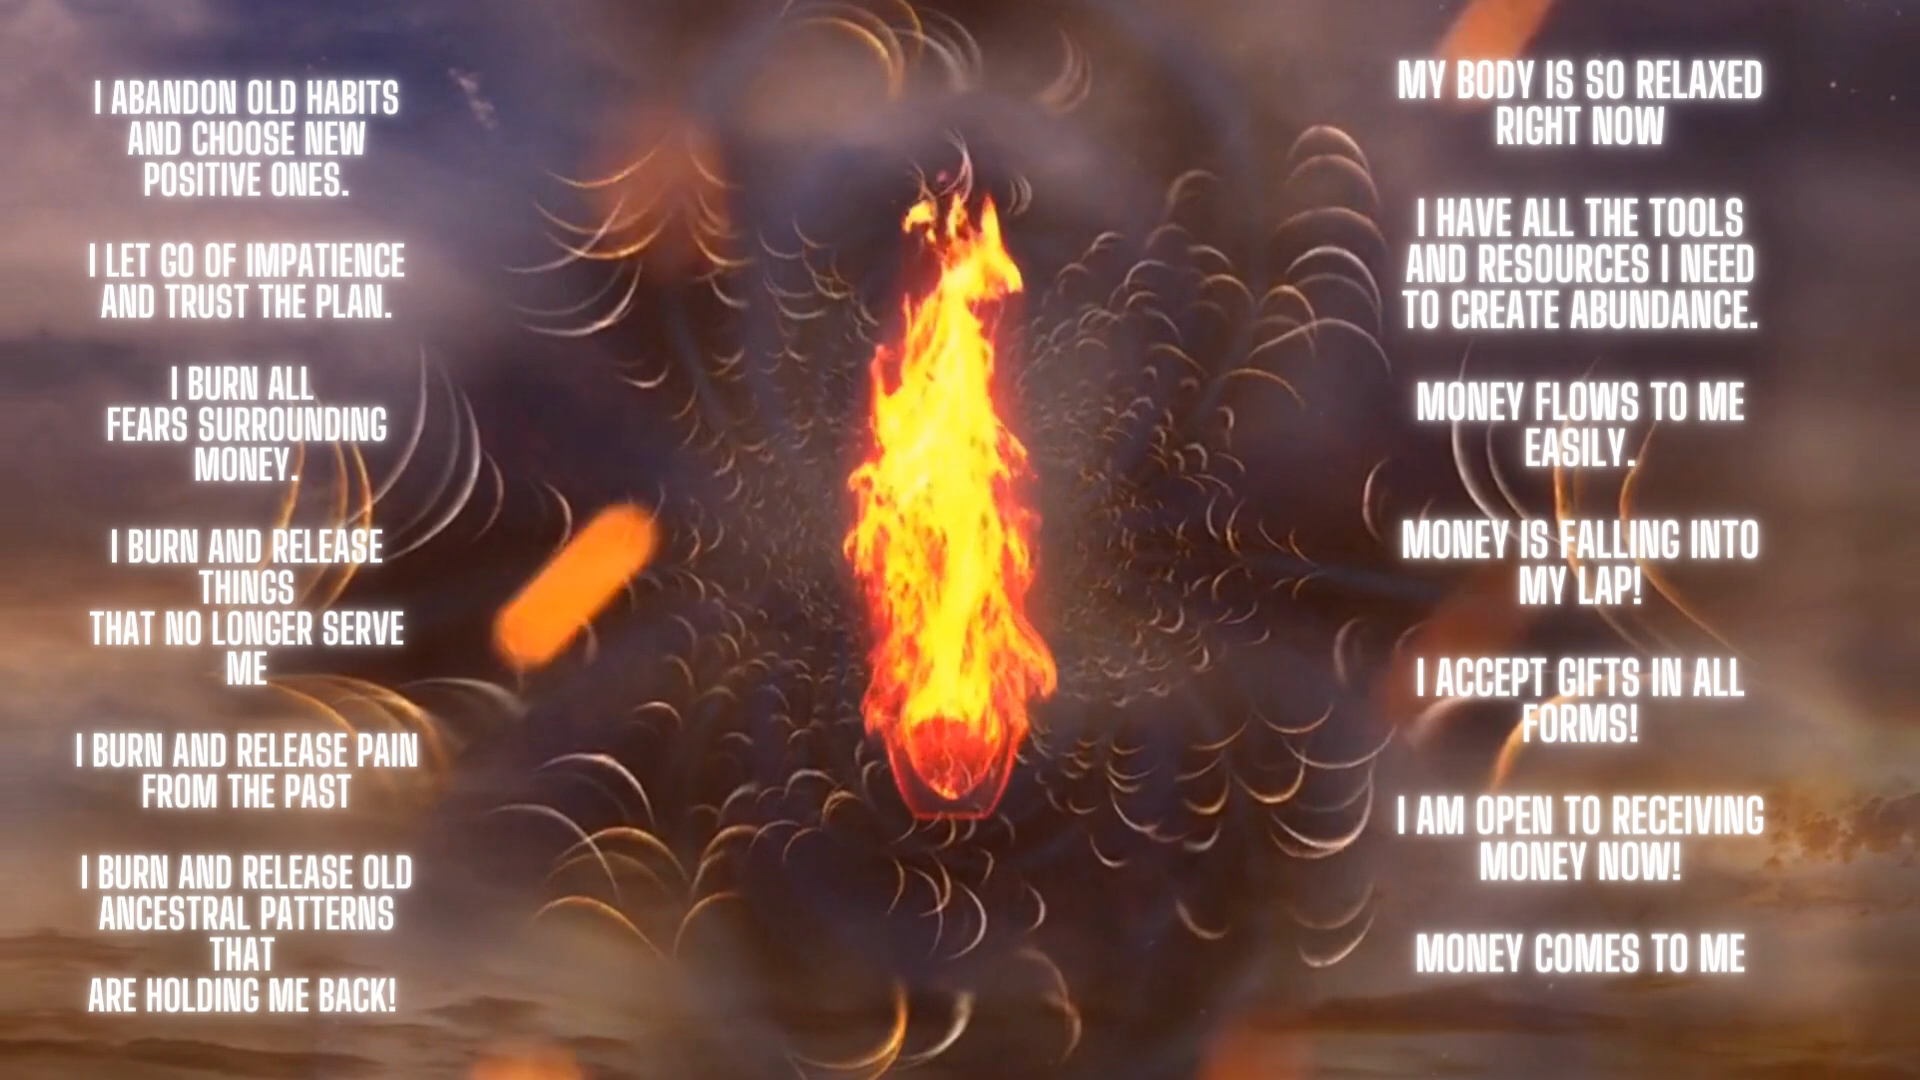 I ABANDON OLD HABITS
AND CHOOSE NEW
POSITIVE ONES.
I LET GO OF IMPATIENCE
AND TRUST THE PLAN.
I BURN ALL
FEARS SURROUNDING
MONEY.
I BURN AND RELEASE
THINGS
THAT NO LONGER SERVE
ME
I BURN AND RELEASE PAIN
FROM THE PAST
I BURN AND RELEASE OLD
ANCESTRAL PATTERNS
THAT
ARE HOLDING ME BACK!
MY BODY IS SO RELAXED
RIGHT NOW
I HAVE ALL THE TOOLS
AND RESOURCES I NEED
TO CREATE ABUNDANCE.
MONEY FLOWS TO ME
EASILY.
MONEY IS FALLING INTO
MY LAP!
I ACCEPT GIFTS IN ALL
FORMS!
I AM OPEN TO RECEIVING
MONEY NOW!
MONEY COMES TO ME